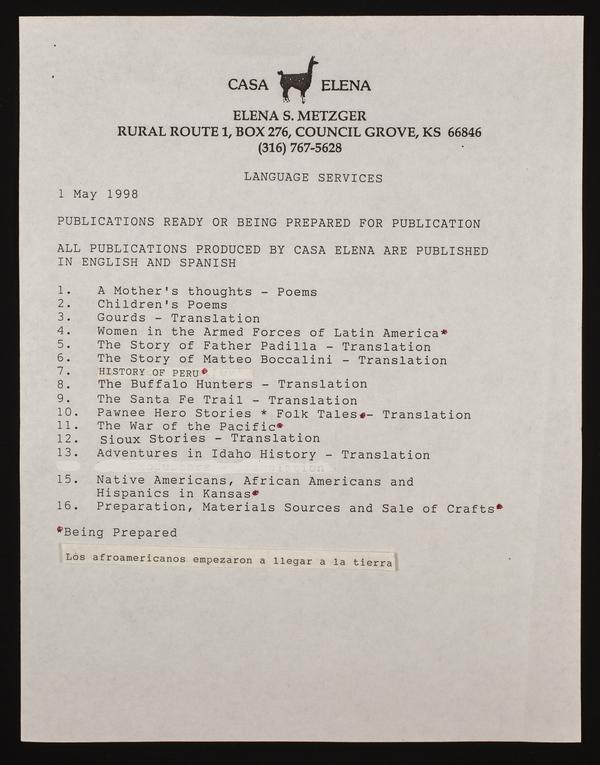 CASA ELENA
ELENA S. METZGER
RURAL ROUTE 1, BOX 276, COUNCIL GROVE, KS 66846
(316) 767-5628
LANGUAGE SERVICES
1 May 1998
PUBLICATIONS READY OR BEING PREPARED FOR PUBLICATION
ALL PUBLICATIONS PRODUCED BY CASA ELENA ARE PUBLISHED
IN ENGLISH AND SPANISH
1. A Mother's thoughts - Poems
2. Children's Poems
3. Gourds - Translation
4. Women in the Armed Forces of Latin America*
5. The Story of Father Padilla - Translation
6. The Story of Matteo Boccalini - Translation
7. HISTORY OF PERU*
8. The Buffalo Hunters - Translation
9. The Santa Fe Trail - Translation
10. Pawnee Hero Stories * Folk Tales*- Translation
11. The War of the Pacific*
12. Sioux Stories - Translation
13. Adventures in Idaho History - Translation
15. Native Americans, African Americans and
Hispanics in Kansas*
16. Preparation, Materials Sources and Sale of Crafts*
*Being Prepared
Los afroamericanos empezaron a llegar a la tierra